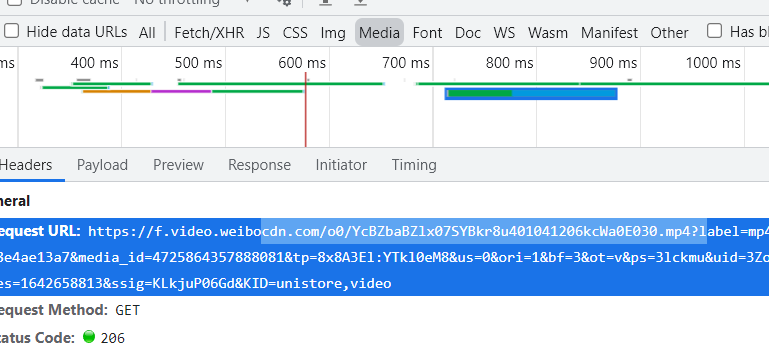 Disable cache No throttling
Hide data URLs All Fetch/XHR JS CSS Img Media Font Doc WS Wasm Manifest Other Has bl
ms 400 ms 500 ms 600 ms 700 ms 800 ms 900 ms 1000 ms
Headers Payload Preview Response Initiator Timing
neral
equest URL: https://f.video.weibocdn.com/o0/YcBZbaBZlx07SYBkr8u401041206kcWa0E030.mp4?label=mp4
8e4ae13a7&media_id=4725864357888081&tp=8x8A3El:YTkl0eM8&us=0&ori=1&bf=3&ot=v&ps=3lckmu&uid=3Zo
es=1642658813&ssig=KLkjuP06Gd&KID=unistore,video
equest Method: GET
tatus Code: 206